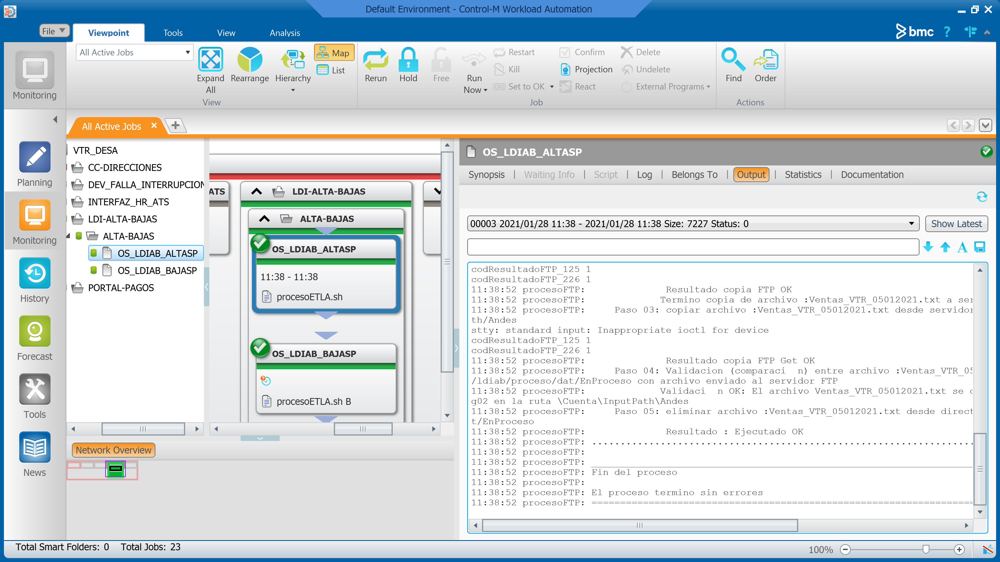 Default Environment - Control-M Workload Automation
File
Viewpoint
Tools
View
Analysis
bmc
?
Monitoring
All Active Jobs
Expand All
Rearrange
Hierarchy
Map
List
View
Rerun
Hold
Free
Run Now
Restart
Kill
OK! Set to OK
Confirm
Projection
React
Delete
Undelete
External Programs
Job
Find
Order
Actions
All Active Jobs
Planning
Monitoring
History
Forecast
Tools
News
VTR_DESA
CC-DIRECCIONES
DEV_FALLA_INTERRUPCION
INTERFAZ_HR_ATS
LDI-ALTA-BAJAS
ALTA-BAJAS
OS_LDIAB_ALTASP
OS_LDIAB_BAJASP
PORTAL-PAGOS
ATS
LDI-ALTA-BAJAS
ALTA-BAJAS
OS_LDIAB_ALTASP
11:38 - 11:38
procesoETLA.sh
OS_LDIAB_BAJASP
procesoETLA.sh B
Network Overview
OS_LDIAB_ALTASP
Synopsis | Waiting Info | Script | Log | Belongs To | Output | Statistics | Documentation
00003 2021/01/28 11:38 - 2021/01/28 11:38 Size: 7227 Status: 0
Show Latest
A
codResultadoFTP_125 1
codResultadoFTP_226 1
11:38:52 procesoFTP: Resultado copia FTP OK
11:38:52 procesoFTP: Termino copia de archivo :Ventas_VTR_05012021.txt a ser
11:38:52 procesoFTP: Paso 03: copiar archivo :Ventas_VTR_05012021.txt desde servidor
th/Andes
stty: standard input: Inappropriate ioctl for device
codResultadoFTP_125 1
codResultadoFTP_226 1
11:38:52 procesoFTP: Resultado copia FTP Get OK
11:38:52 procesoFTP: Paso 04: Validacion (comparaci n) entre archivo :Ventas_VTR_05
/ldiab/proceso/dat/EnProceso con archivo enviado al servidor FTP
11:38:52 procesoFTP: Validaci n OK: El archivo Ventas_VTR_05012021.txt se
g02 en la ruta \Cuenta\InputPath\Andes
11:38:52 procesoFTP: Paso 05: eliminar archivo :Ventas_VTR_05012021.txt desde direct
t/EnProceso
11:38:52 procesoFTP: Resultado : Ejecutado OK
11:38:52 procesoFTP: ...................................................................
11:38:52 procesoFTP:
11:38:52 procesoFTP: ___________________________________________________________________
11:38:52 procesoFTP: Fin del proceso
11:38:52 procesoFTP:
11:38:52 procesoFTP: El proceso termino sin errores
11:38:52 procesoFTP: ===================================================================
Total Smart Folders: 0 Total Jobs: 23
100%